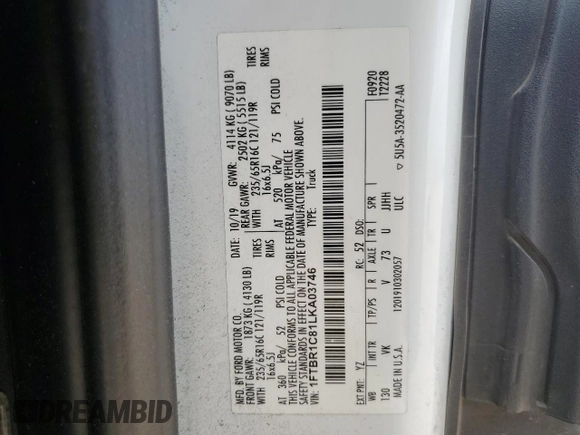 MFD. BY FORD MOTOR CO.
DATE: 10/19 GVWR: 4114 KG ( 9070 LB)
FRONT GAWR: 1873 KG ( 4130 LB) REAR GAWR: 2502 KG ( 5515 LB)
WITH 235/65R16C 121/119R TIRES WITH 235/65R16C 121/119R TIRES
16x6.5J RIMS 16x6.5J RIMS
AT 360 kPa/ 52 PSI COLD AT 520 kPa/ 75 PSI COLD
THIS VEHICLE CONFORMS TO ALL APPLICABLE FEDERAL MOTOR VEHICLE
SAFETY STANDARDS IN EFFECT ON THE DATE OF MANUFACTURE SHOWN ABOVE.
VIN: 1FTBR1C81LKA03746 TYPE: Truck
F0920
T2228
EXT PNT: YZ RC: 52 DSO:
WB INT TR TP/PS R AXLE TR SPR
130 VK V 73 U JJHH
MADE IN U.S.A. 1201910302057 ULC
5U5A-3520472-AA
DREAMBID